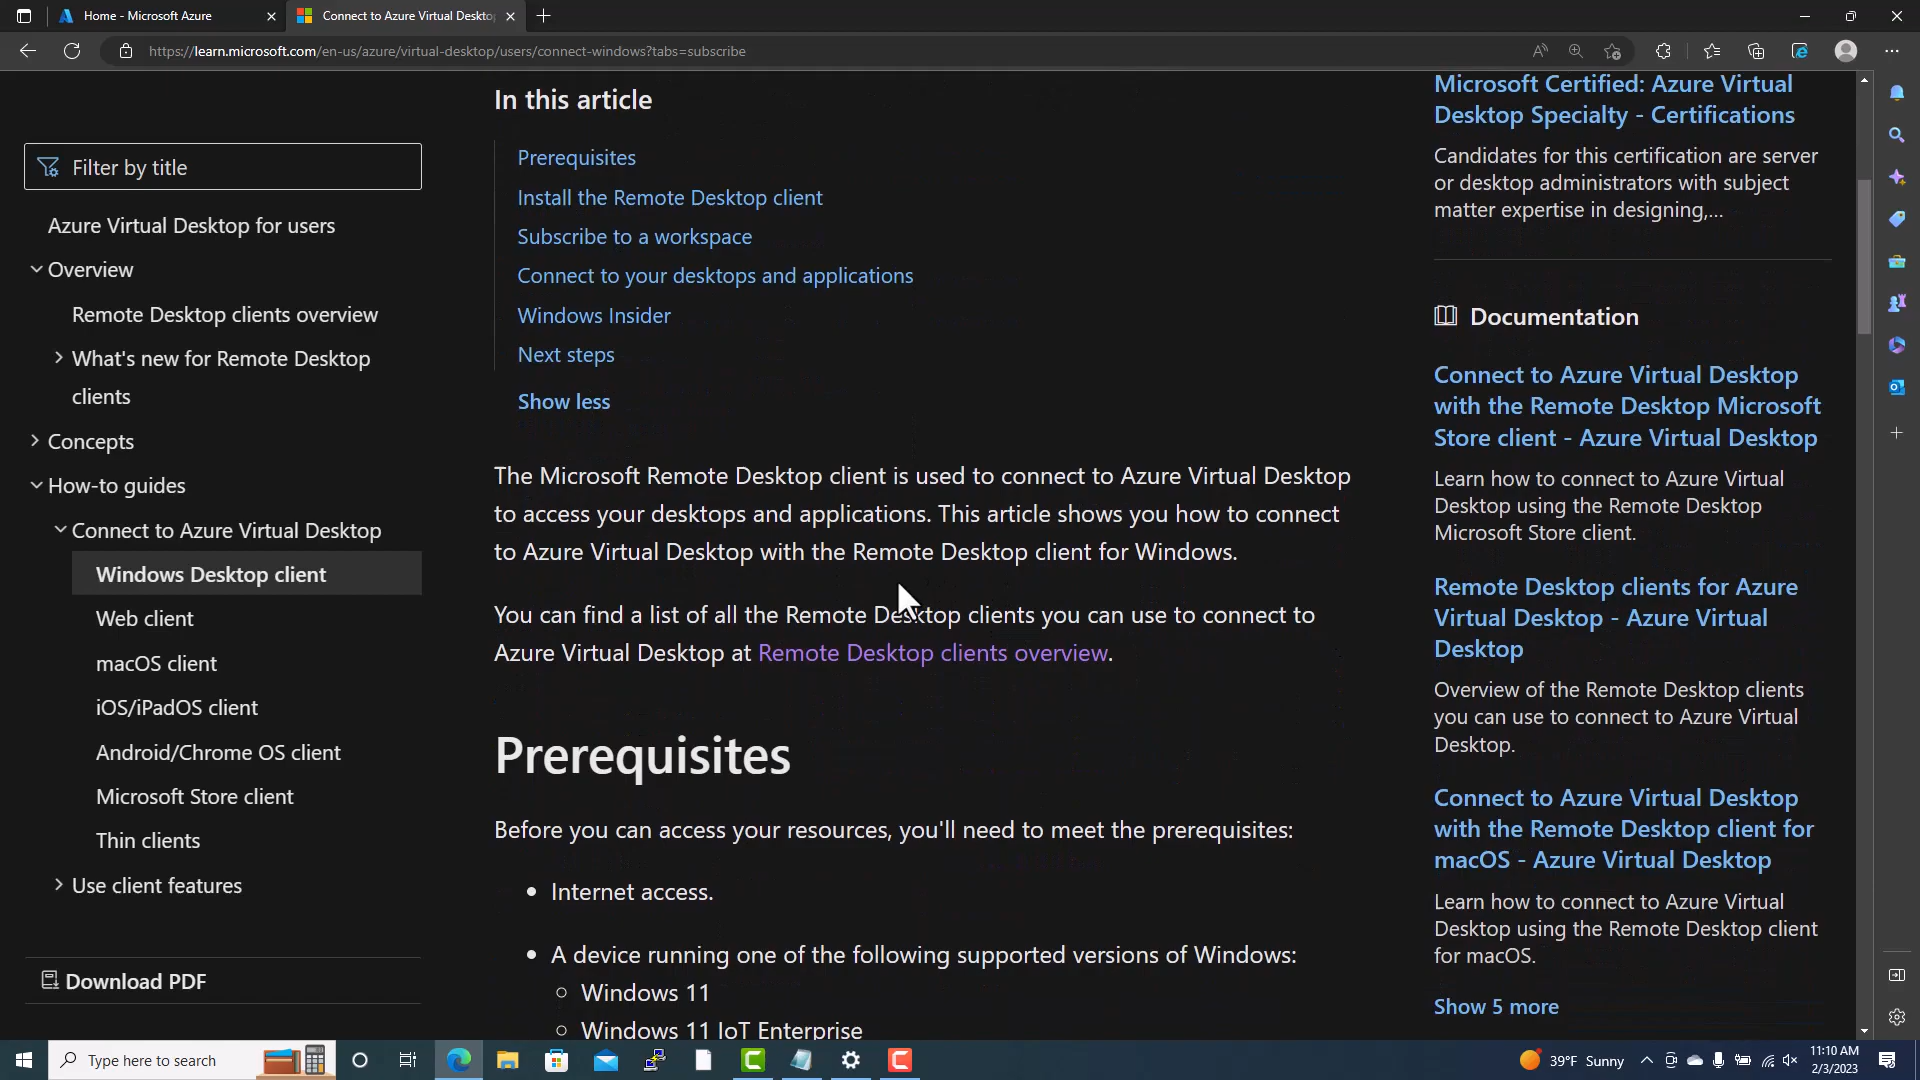 Home - Microsoft Azure
Connect to Azure Virtual Deskto
https://learn.microsoft.com/en-us/azure/virtual-desktop/users/connect-windows?tabs=subscribe
Filter by title
Azure Virtual Desktop for users
Overview
Remote Desktop clients overview
What's new for Remote Desktop
clients
Concepts
How-to guides
Connect to Azure Virtual Desktop
Windows Desktop client
Web client
macOS client
iOS/iPadOS client
Android/Chrome OS client
Microsoft Store client
Thin clients
Use client features
Download PDF
In this article
Prerequisites
Install the Remote Desktop client
Subscribe to a workspace
Connect to your desktops and applications
Windows Insider
Next steps
Show less
The Microsoft Remote Desktop client is used to connect to Azure Virtual Desktop
to access your desktops and applications. This article shows you how to connect
to Azure Virtual Desktop with the Remote Desktop client for Windows.
You can find a list of all the Remote Desktop clients you can use to connect to
Azure Virtual Desktop at Remote Desktop clients overview.
Prerequisites
Before you can access your resources, you'll need to meet the prerequisites:
• Internet access.
• A device running one of the following supported versions of Windows:
○ Windows 11
○ Windows 11 IoT Enterprise
Microsoft Certified: Azure Virtual
Desktop Specialty - Certifications
Candidates for this certification are server
or desktop administrators with subject
matter expertise in designing,...
Documentation
Connect to Azure Virtual Desktop
with the Remote Desktop Microsoft
Store client - Azure Virtual Desktop
Learn how to connect to Azure Virtual
Desktop using the Remote Desktop
Microsoft Store client.
Remote Desktop clients for Azure
Virtual Desktop - Azure Virtual
Desktop
Overview of the Remote Desktop clients
you can use to connect to Azure Virtual
Desktop.
Connect to Azure Virtual Desktop
with the Remote Desktop client for
macOS - Azure Virtual Desktop
Learn how to connect to Azure Virtual
Desktop using the Remote Desktop client
for macOS.
Show 5 more
Type here to search
39°F Sunny
11:10 AM
2/3/2023